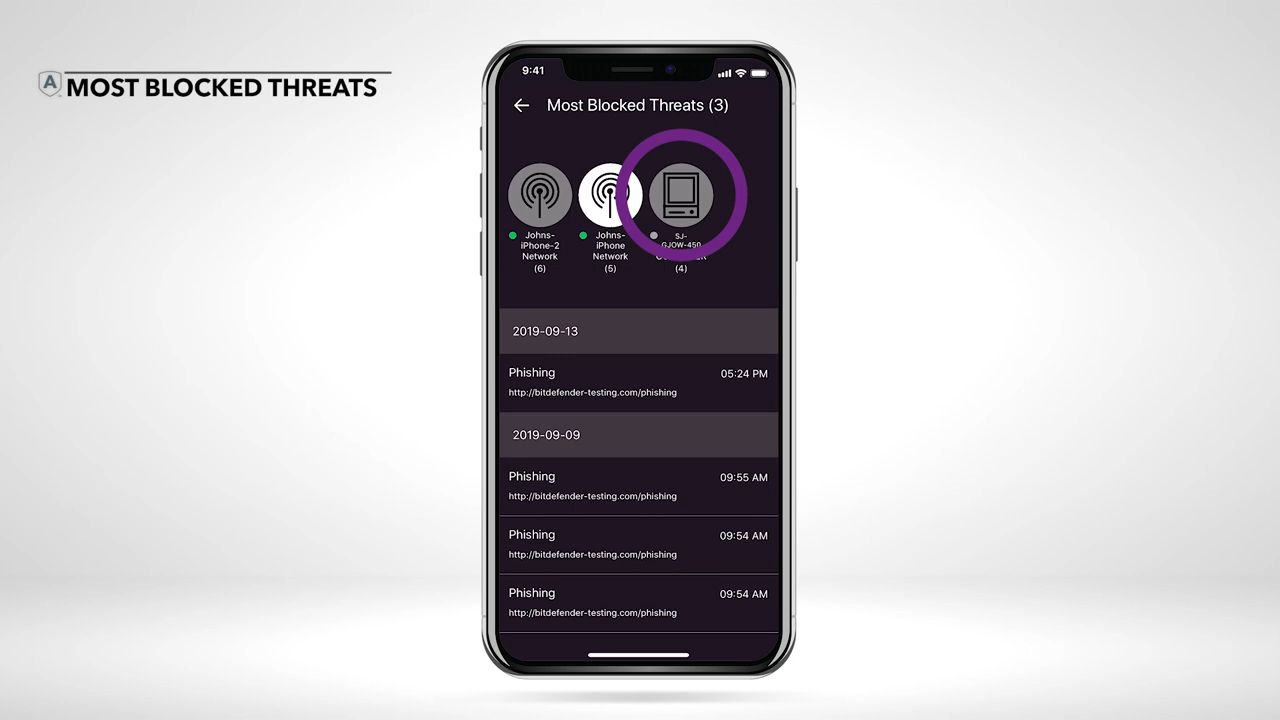 A MOST BLOCKED THREATS
9:41
Most Blocked Threats (3)
Johns-
iPhone-2
Network
(6)
Johns-
iPhone
Network
(5)
SJ-
GJOW-450
(4)
2019-09-13
Phishing 05:24 PM
http://bitdefender-testing.com/phishing
2019-09-09
Phishing 09:55 AM
http://bitdefender-testing.com/phishing
Phishing 09:54 AM
http://bitdefender-testing.com/phishing
Phishing 09:54 AM
http://bitdefender-testing.com/phishing